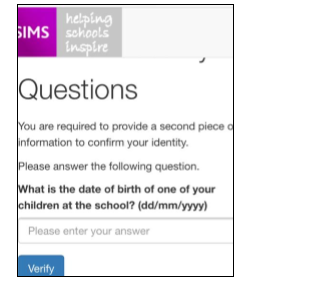 SIMS
helping
schools
inspire
Questions
You are required to provide a second piece o
information to confirm your identity.
Please answer the following question.
What is the date of birth of one of your
children at the school? (dd/mm/yyyy)
Please enter your answer
Verify